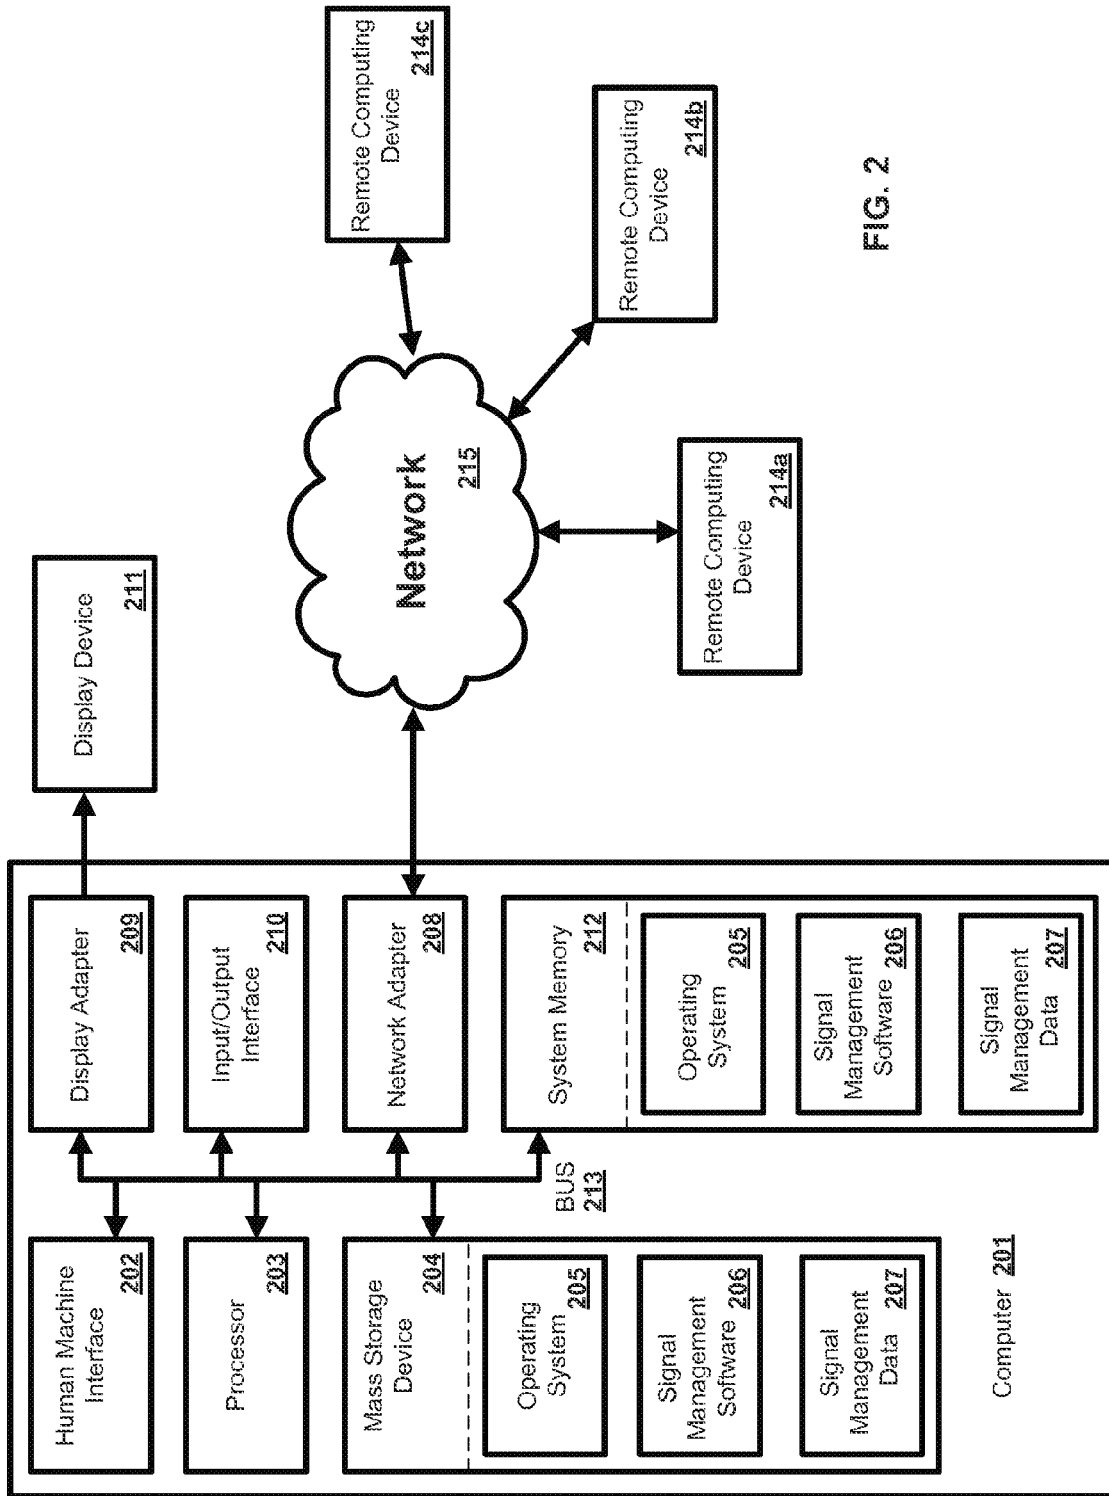 Human Machine
Interface
202
Processor
203
Mass Storage
Device
204
Operating
System
205
Signal
Management
Software
206
Signal
Management
Data
207
Computer 201
BUS
213
Display Adapter
209
Input/Output
Interface
210
Network Adapter
208
System Memory
212
Operating
System
205
Signal
Management
Software
206
Signal
Management
Data
207
Display Device
211
Network
215
Remote Computing
Device
214a
Remote Computing
Device
214b
Remote Computing
Device
214c
FIG. 2